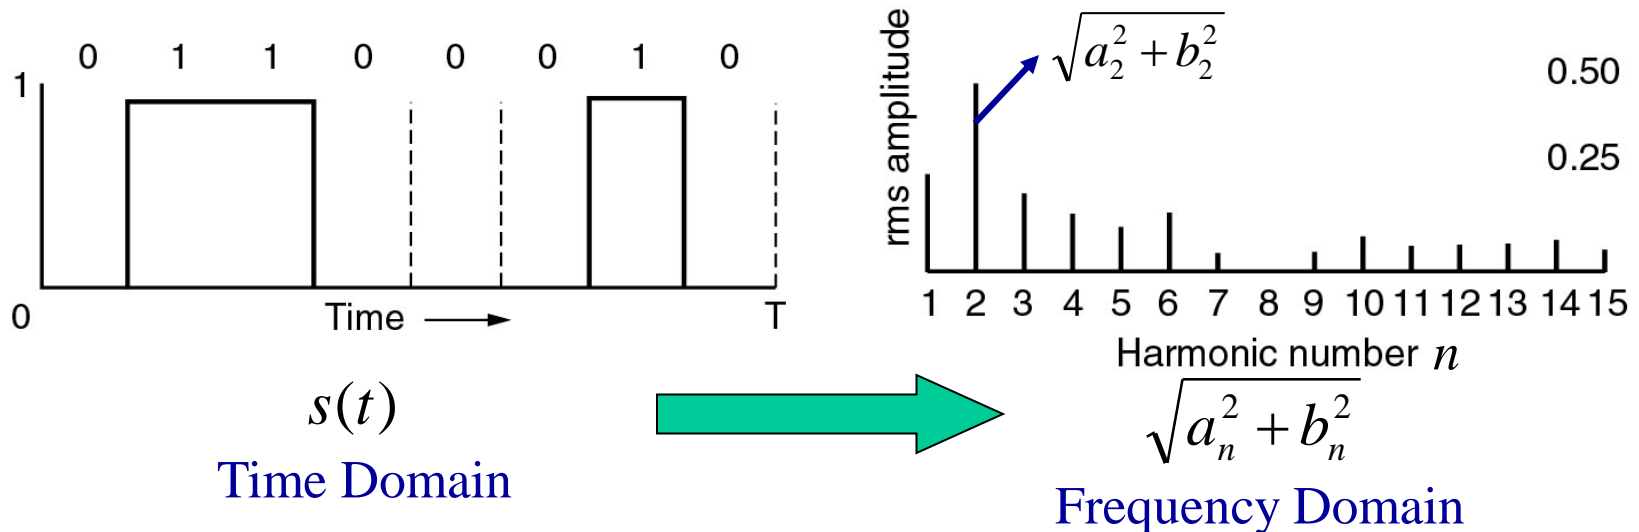 0 1 1 0 0 0 1 0
1
0
Time
T
s(t)
Time Domain
rms amplitude
√(a₂² + b₂²)
0.50
0.25
1 2 3 4 5 6 7 8 9 10 11 12 13 14 15
Harmonic number n
√(aₙ² + bₙ²)
Frequency Domain